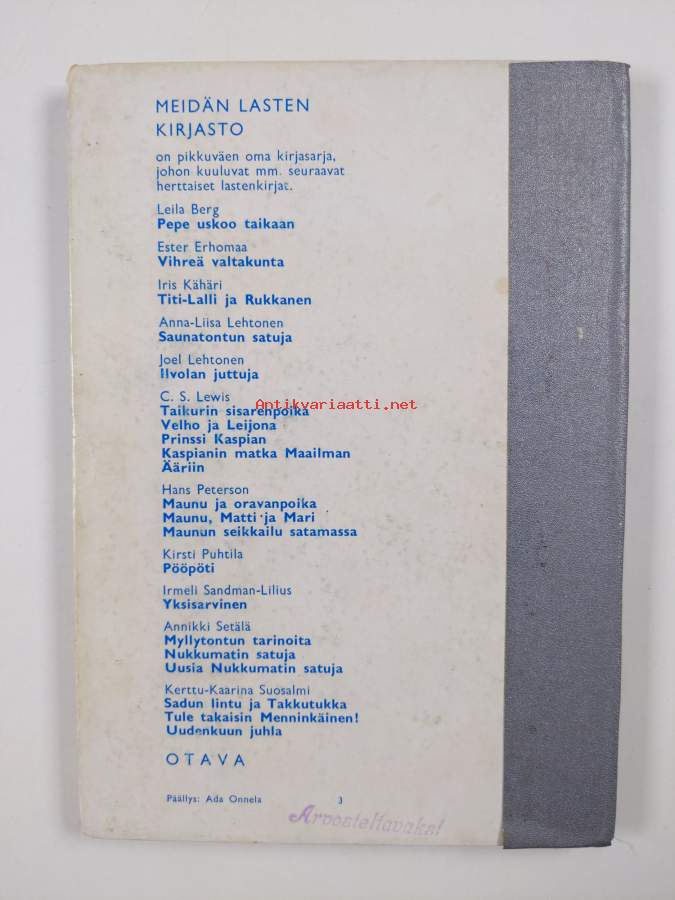 MEIDÄN LASTEN
KIRJASTO
on pikkuväen oma kirjasarja,
johon kuuluvat mm. seuraavat
herttaiset lastenkirjat.
Leila Berg
Pepe uskoo taikaan
Ester Erhomaa
Vihreä valtakunta
Iris Kähäri
Titi-Lalli ja Rukkanen
Anna-Liisa Lehtonen
Saunatontun satuja
Joel Lehtonen
Ilvolan juttuja
C. S. Lewis
Antikvariaatti.net
Taikurin sisarenpoika
Velho ja Leijona
Prinssi Kaspian
Kaspianin matka Maailman
Ääriin
Hans Peterson
Maunu ja oravanpoika
Maunu, Matti ja Mari
Maunun seikkailu satamassa
Kirsti Puhtila
Pööpöti
Irmeli Sandman-Lilius
Yksisarvinen
Annikki Setälä
Myllytontun tarinoita
Nukkumatin satuja
Uusia Nukkumatin satuja
Kerttu-Kaarina Suosalmi
Sadun lintu ja Takkutukka
Tule takaisin Menninkäinen!
Uudenkuun juhla
OTAVA
Päällys: Ada Onnela 3
Arvosteltavaksi